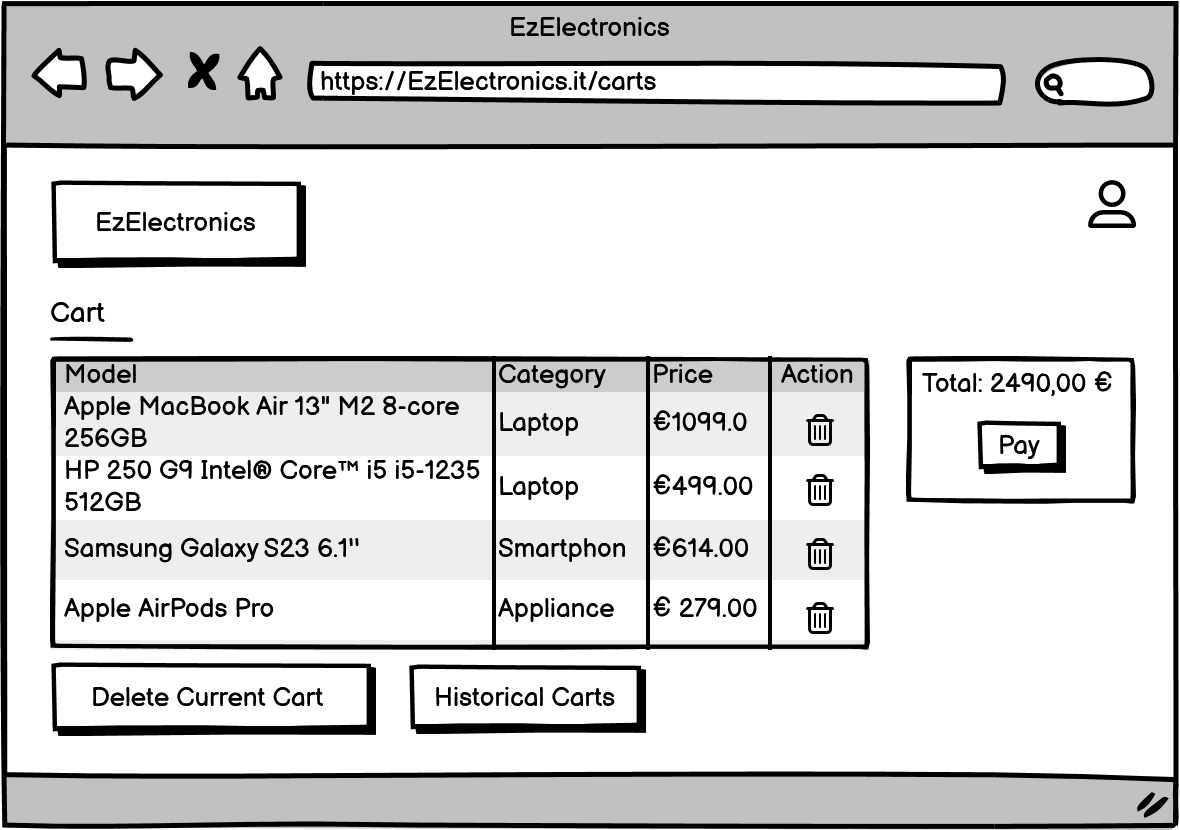 EzElectronics
https://EzElectronics.it/carts
EzElectronics
Cart
Model Category Price Action
Apple MacBook Air 13" M2 8-core
256GB
Laptop €1099.0
HP 250 G9 Intel® Core™ i5 i5-1235
512GB
Laptop €499.00
Samsung Galaxy S23 6.1'' Smartphon €614.00
Apple AirPods Pro Appliance € 279.00
Total: 2490,00 €
Pay
Delete Current Cart Historical Carts